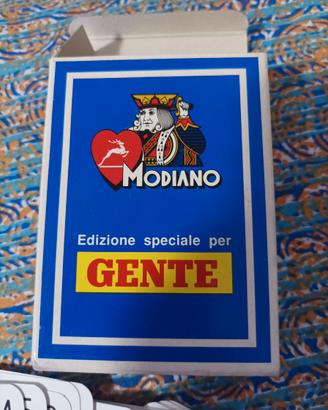 MODIANO
Edizione speciale per
GENTE